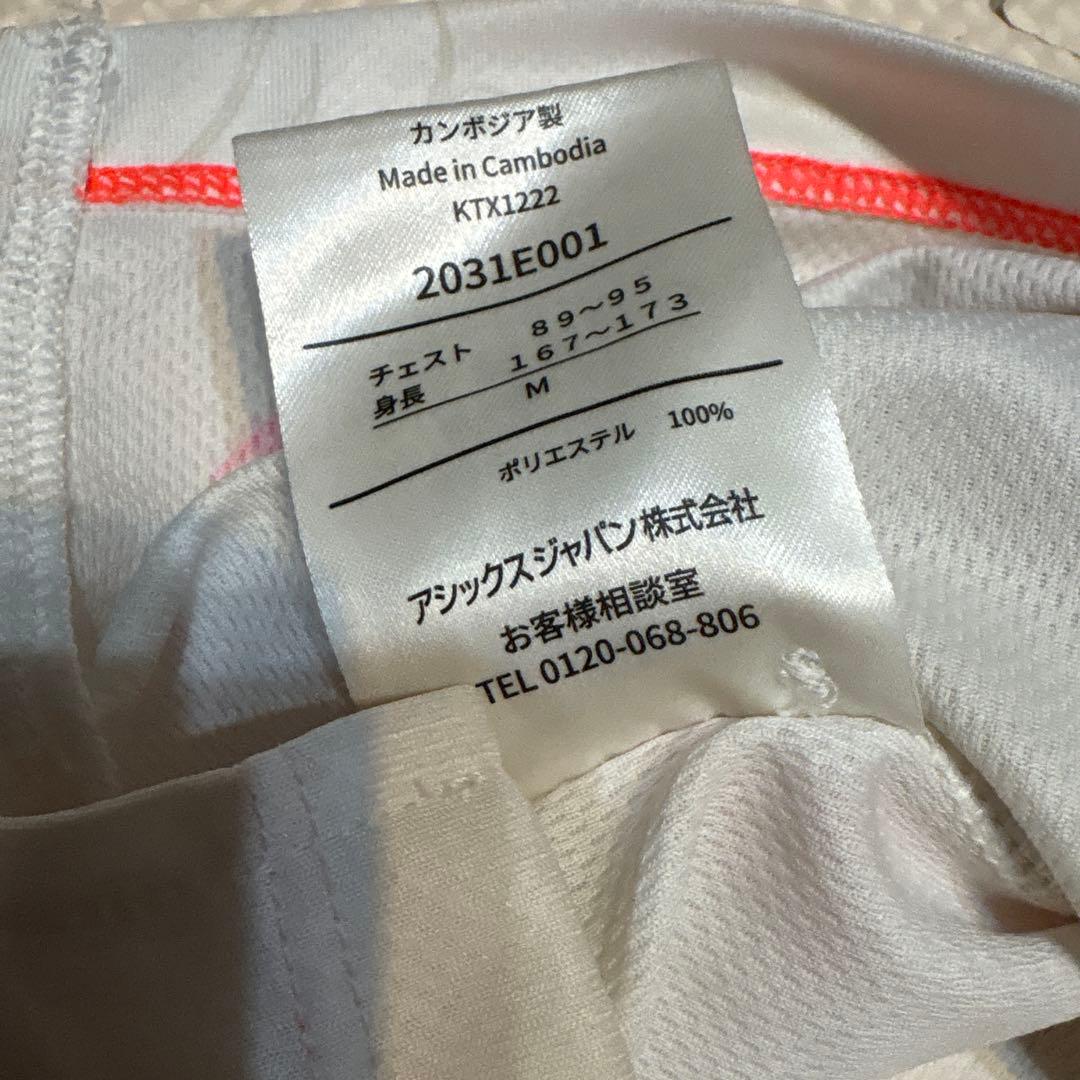 カンボジア製
Made in Cambodia
KTX1222
2031E001
チェスト ８９～９５
身長 １６７～１７３
M
ポリエステル 100%
アシックスジャパン株式会社
お客様相談室
TEL 0120-068-806